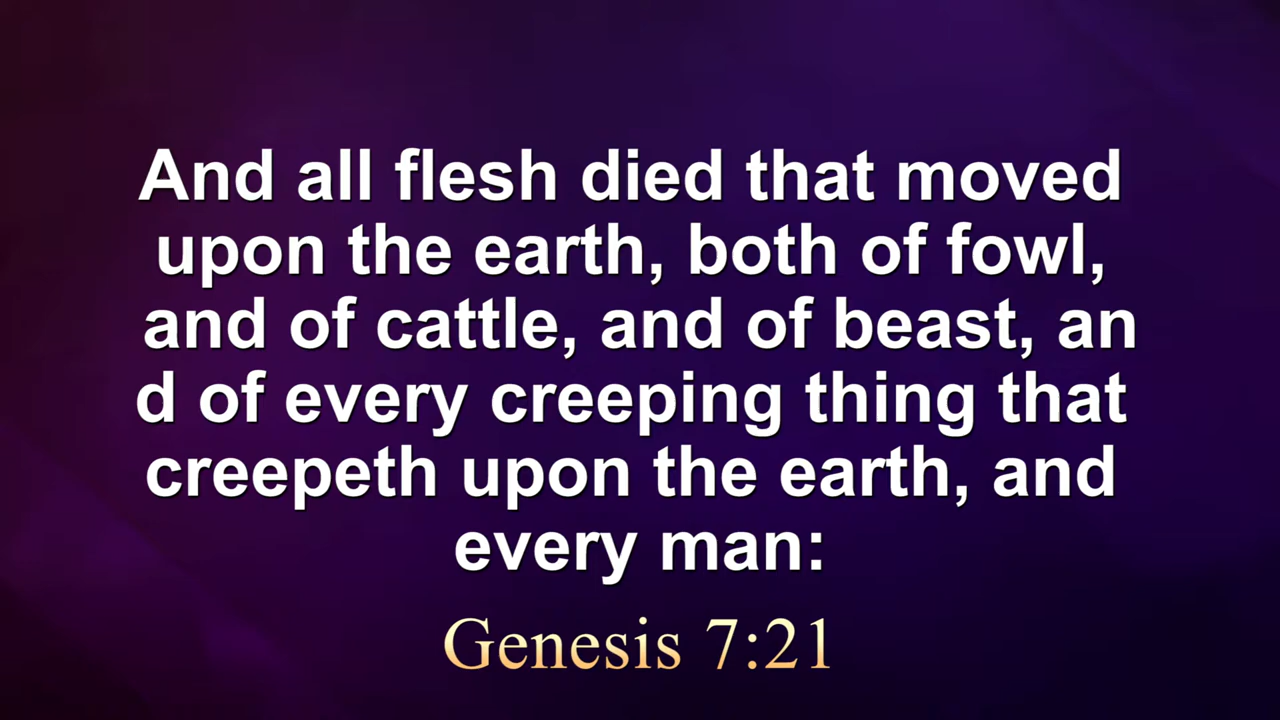 And all flesh died that moved
upon the earth, both of fowl,
and of cattle, and of beast, an
d of every creeping thing that
creepeth upon the earth, and
every man:
Genesis 7:21